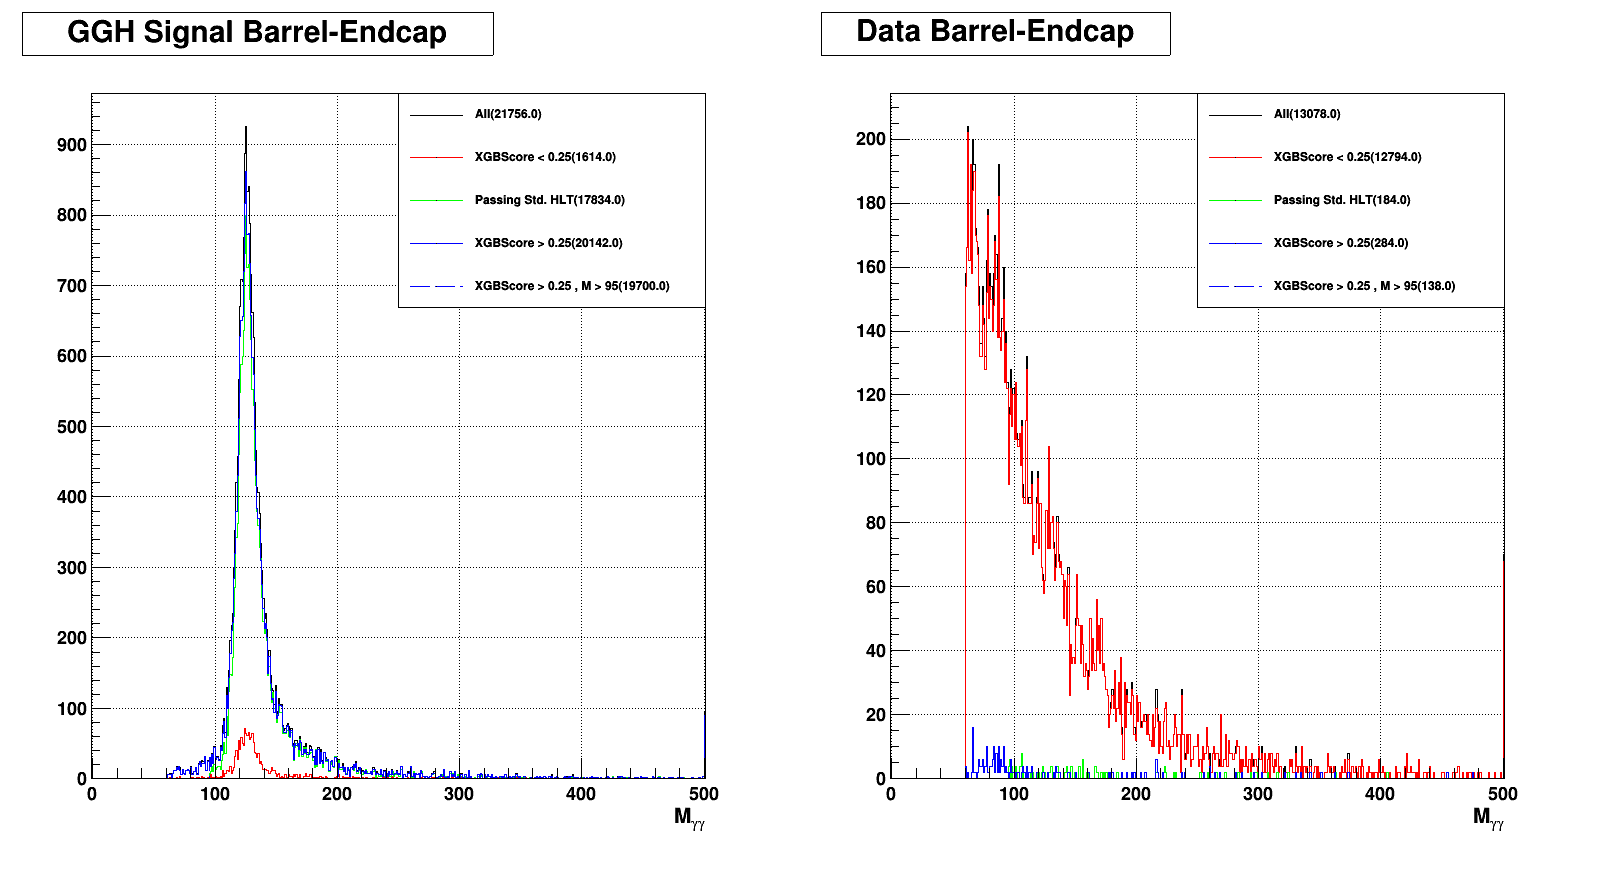 GGH Signal Barrel-Endcap
All(21756.0)
XGBScore < 0.25(1614.0)
Passing Std. HLT(17834.0)
XGBScore > 0.25(20142.0)
XGBScore > 0.25 , M > 95(19700.0)
900
800
700
600
500
400
300
200
100
0
0 100 200 300 400 500
Mγγ
Data Barrel-Endcap
All(13078.0)
XGBScore < 0.25(12794.0)
Passing Std. HLT(184.0)
XGBScore > 0.25(284.0)
XGBScore > 0.25 , M > 95(138.0)
200
180
160
140
120
100
80
60
40
20
0
0 100 200 300 400 500
Mγγ